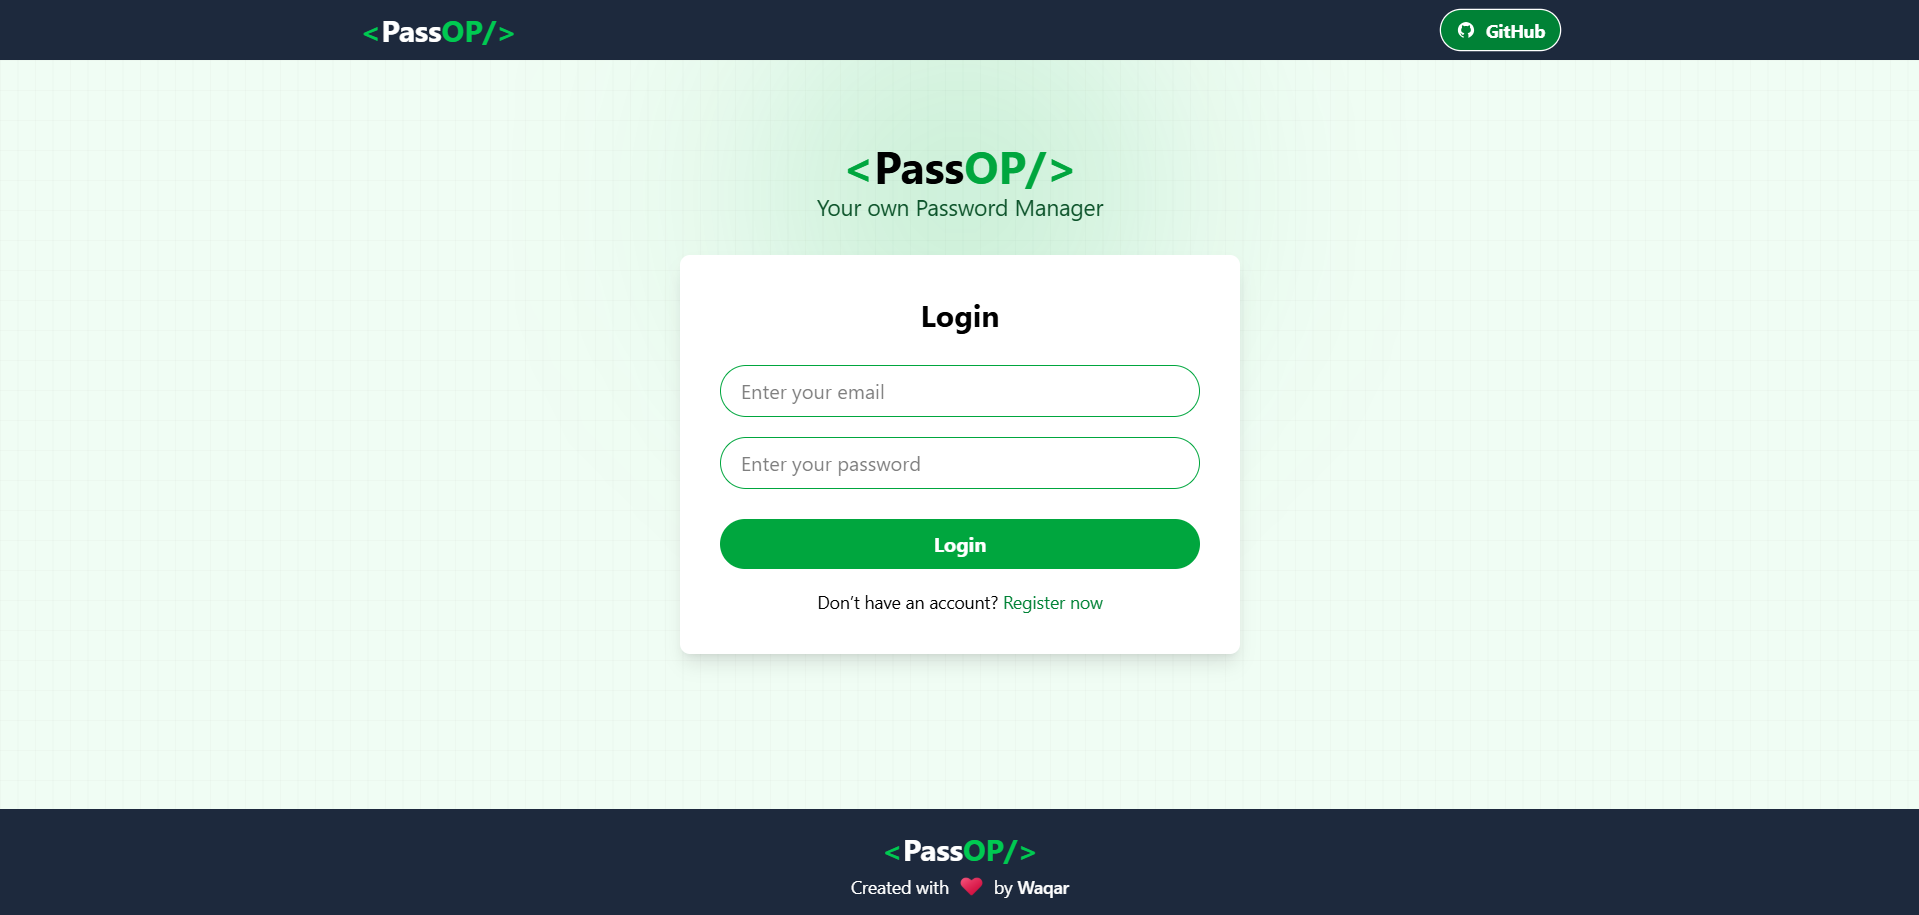 <PassOP/>
GitHub
<PassOP/>
Your own Password Manager
Login
Enter your email
Enter your password
Login
Don't have an account? Register now
<PassOP/>
Created with ❤️ by Waqar